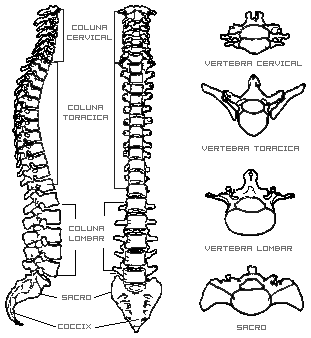 COLUNA
CERVICAL
COLUNA
TORACICA
COLUNA
LOMBAR
SACRO
COCCIX
VERTEBRA CERVICAL
VERTEBRA TORACICA
VERTEBRA LOMBAR
SACRO